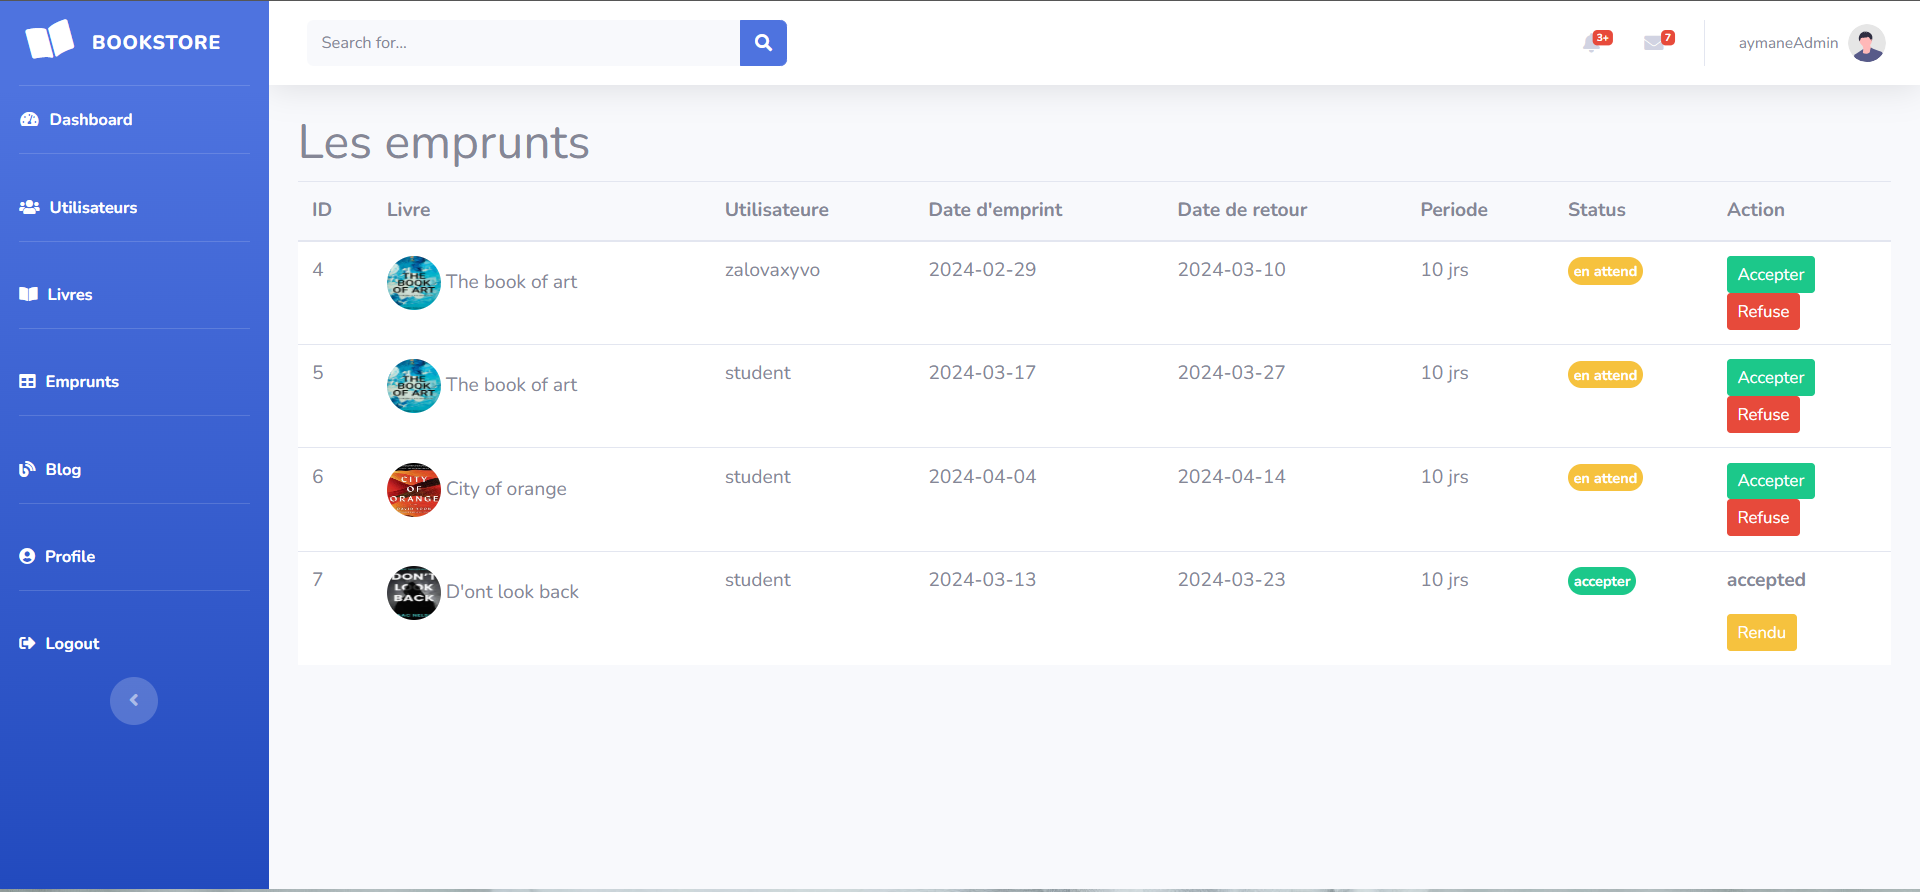 BOOKSTORE
Search for...
3+
7
aymaneAdmin
Dashboard
Utilisateurs
Livres
Emprunts
Blog
Profile
Logout
Les emprunts
ID Livre Utilisateure Date d'emprint Date de retour Periode Status Action
4 THE BOOK OF ART The book of art zalovaxyvo 2024-02-29 2024-03-10 10 jrs en attend Accepter
Refuse
5 THE BOOK OF ART The book of art student 2024-03-17 2024-03-27 10 jrs en attend Accepter
Refuse
6 CITY OF ORANGE City of orange student 2024-04-04 2024-04-14 10 jrs en attend Accepter
Refuse
7 DON'T LOOK BACK D'ont look back student 2024-03-13 2024-03-23 10 jrs accepter accepted
Rendu